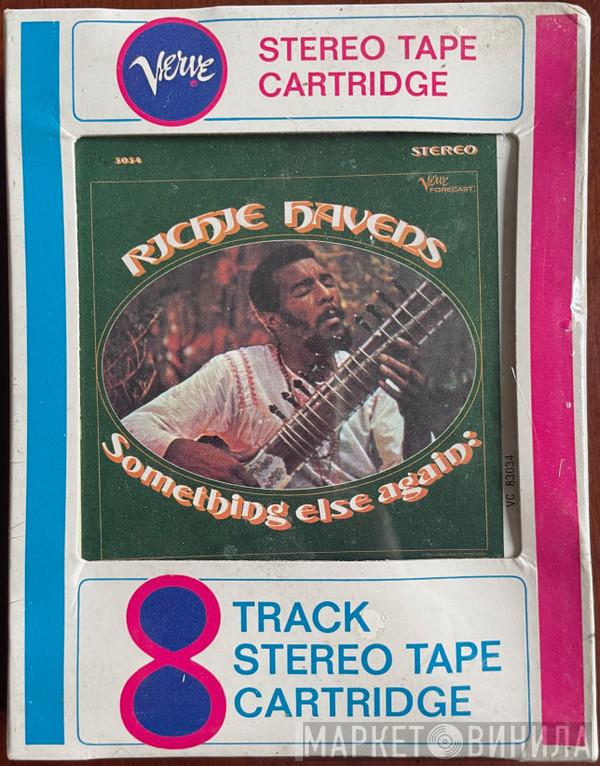 Verve
STEREO TAPE
CARTRIDGE
3034
STEREO
Verve
FORECAST
RICHIE HAVENS
Something else again:
VC 83034
8
TRACK
STEREO TAPE
CARTRIDGE
МАРКЕТ ВИНИЛА